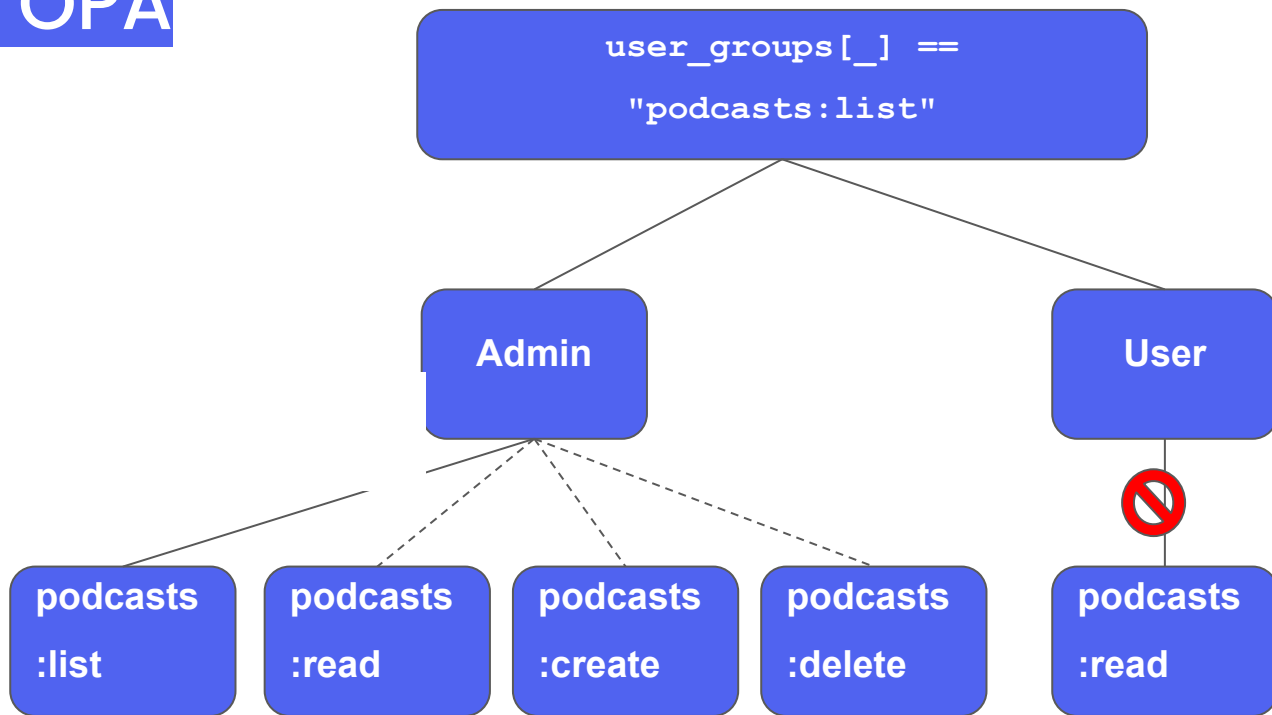 OPA
user_groups[_] ==
"podcasts:list"
Admin
User
podcasts
:list
podcasts
:read
podcasts
:create
podcasts
:delete
podcasts
:read